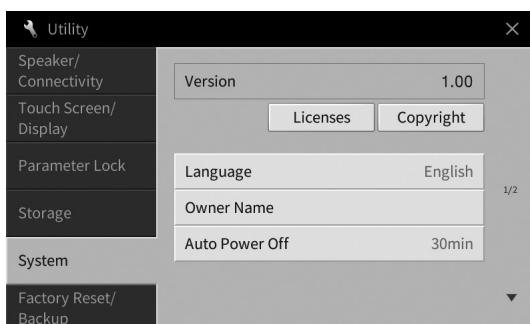 Utility
Speaker/
Connectivity
Touch Screen/
Display
Parameter Lock
Storage
System
Factory Reset/
Backup
Version 1.00
Licenses Copyright
Language English
Owner Name
Auto Power Off 30min
1/2